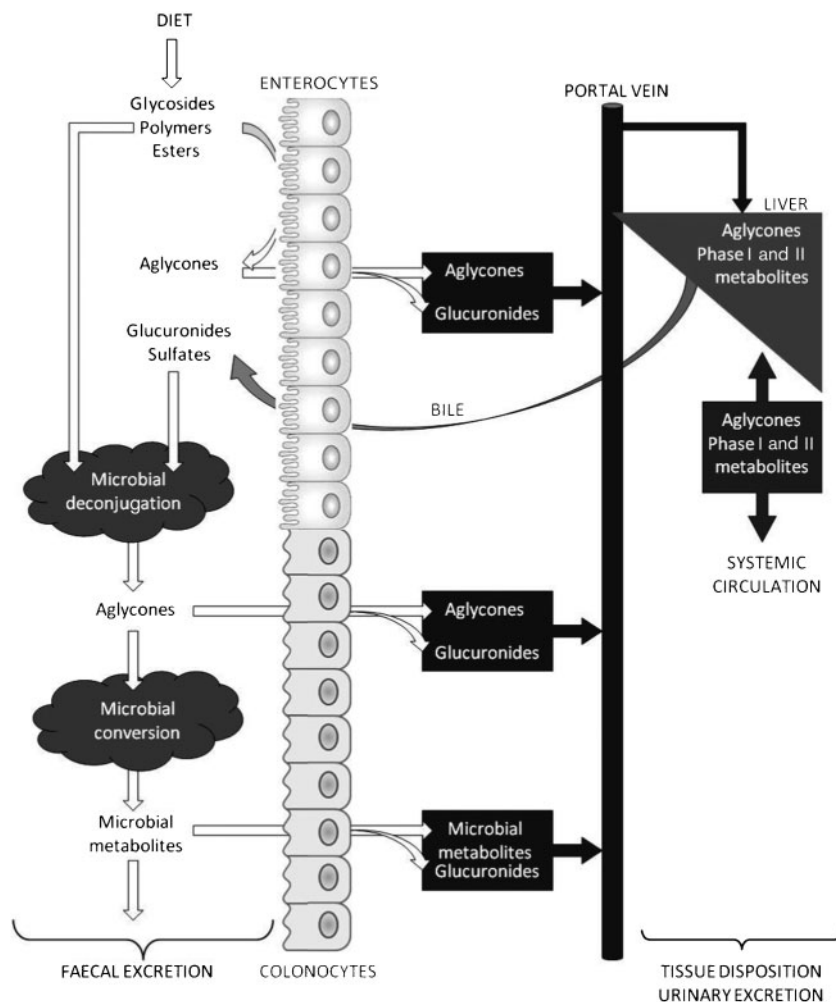 DIET
Glycosides
Polymers
Esters
ENTEROCYTES
Aglycones
Glucuronides
Sulfates
Microbial
deconjugation
Aglycones
Microbial
conversion
Microbial
metabolites
FAECAL EXCRETION
COLONOCYTES
Aglycones
Glucuronides
BILE
Aglycones
Glucuronides
Microbial
metabolites
Glucuronides
PORTAL VEIN
LIVER
Aglycones
Phase I and II
metabolites
Aglycones
Phase I and II
metabolites
SYSTEMIC
CIRCULATION
TISSUE DISPOSITION
URINARY EXCRETION